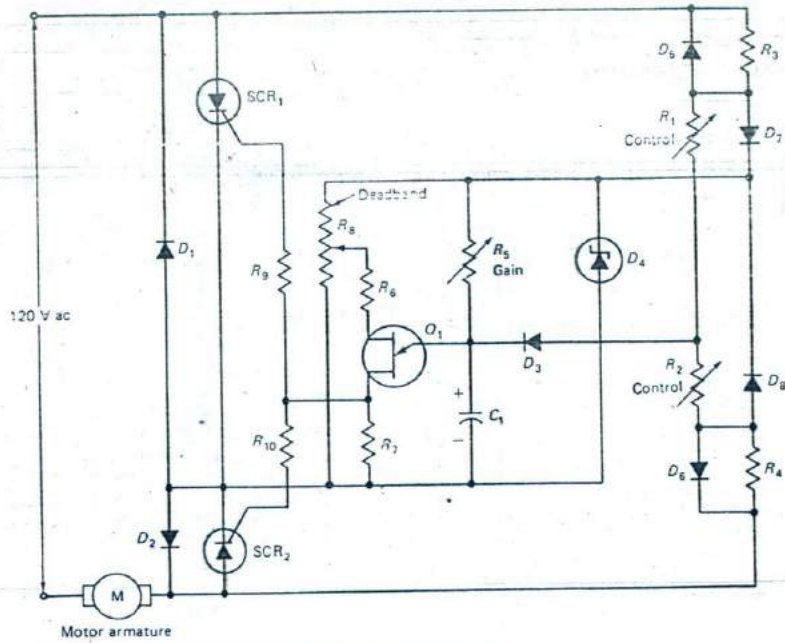 D₅
R₃
SCR₁
R₁
Control
D₇
Deadband
R₈
D₁
R₅
Gain
D₄
R₉
R₆
120 V ac
Q₁
D₃
R₂
Control
D₈
+
C₁
−
R₁₀
R₇
D₆
R₄
D₂
SCR₂
M
Motor armature